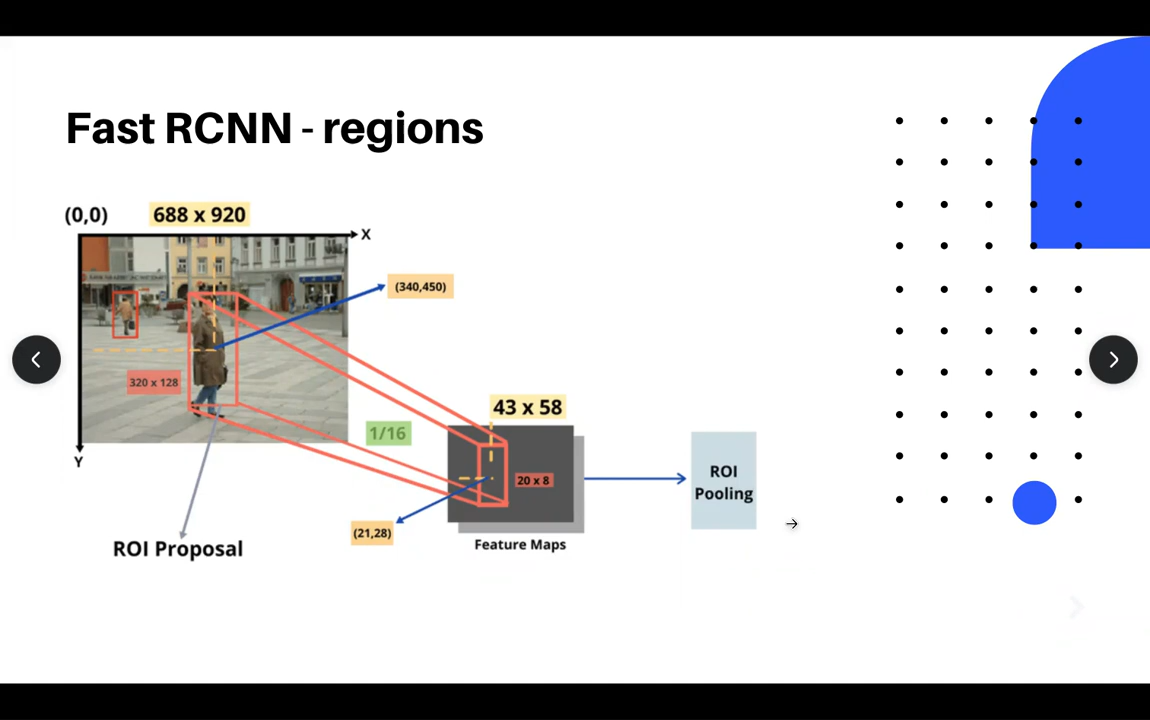 Fast RCNN - regions
(0,0)
688 x 920
X
(340,450)
320 x 128
43 x 58
1/16
Y
20 x 8
ROI
Pooling
(21,28)
Feature Maps
ROI Proposal